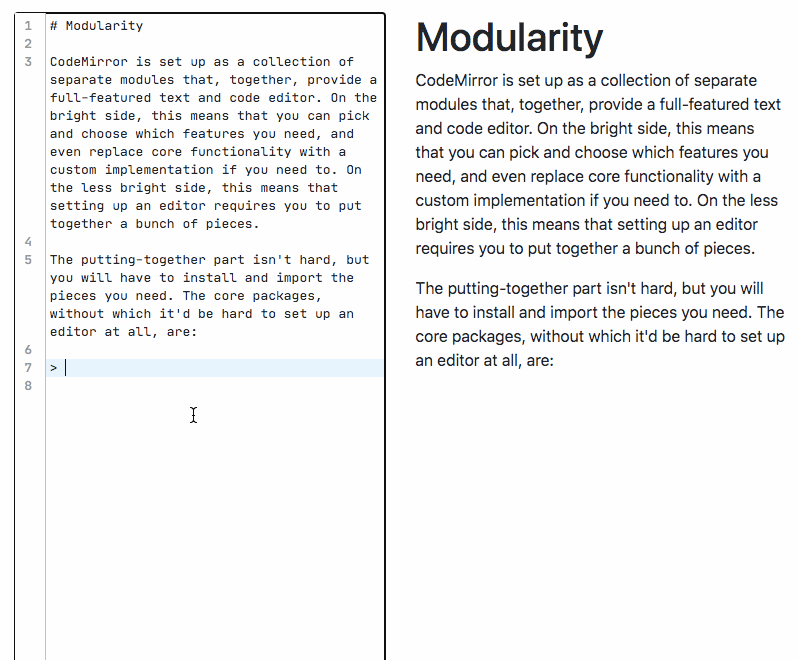 1 # Modularity
2
3 CodeMirror is set up as a collection of
separate modules that, together, provide a
full-featured text and code editor. On the
bright side, this means that you can pick
and choose which features you need, and
even replace core functionality with a
custom implementation if you need to. On
the less bright side, this means that
setting up an editor requires you to put
together a bunch of pieces.
4
5 The putting-together part isn't hard, but
you will have to install and import the
pieces you need. The core packages,
without which it'd be hard to set up an
editor at all, are:
6
7 >
8
Modularity
CodeMirror is set up as a collection of separate
modules that, together, provide a full-featured text
and code editor. On the bright side, this means
that you can pick and choose which features you
need, and even replace core functionality with a
custom implementation if you need to. On the less
bright side, this means that setting up an editor
requires you to put together a bunch of pieces.
The putting-together part isn't hard, but you will
have to install and import the pieces you need. The
core packages, without which it'd be hard to set up
an editor at all, are: